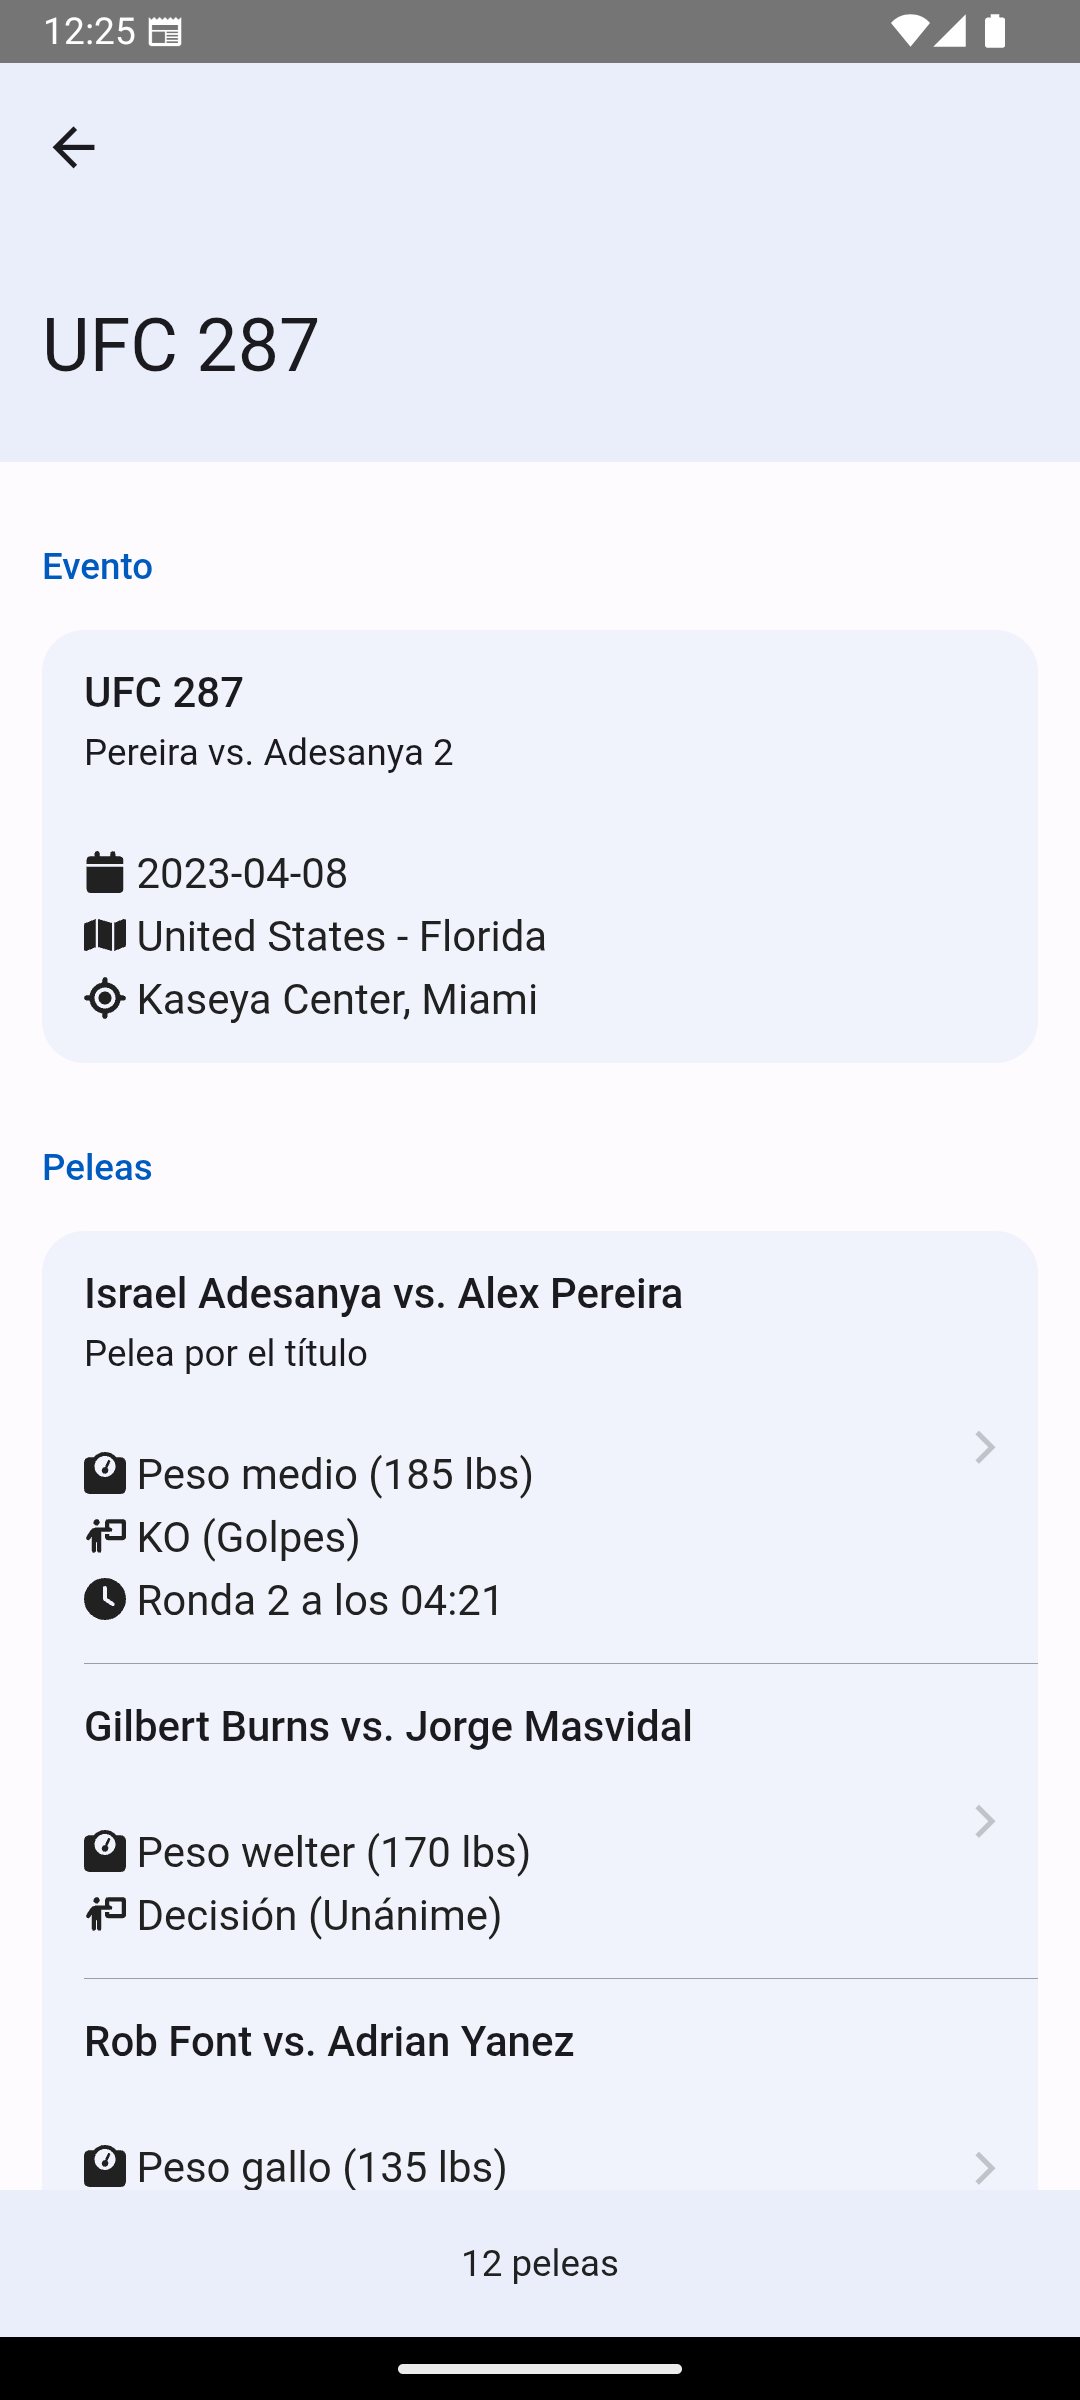 12:25
UFC 287
Evento
UFC 287
Pereira vs. Adesanya 2
2023-04-08
United States - Florida
Kaseya Center, Miami
Peleas
Israel Adesanya vs. Alex Pereira
Pelea por el título
Peso medio (185 lbs)
KO (Golpes)
Ronda 2 a los 04:21
Gilbert Burns vs. Jorge Masvidal
Peso welter (170 lbs)
Decisión (Unánime)
Rob Font vs. Adrian Yanez
Peso gallo (135 lbs)
12 peleas